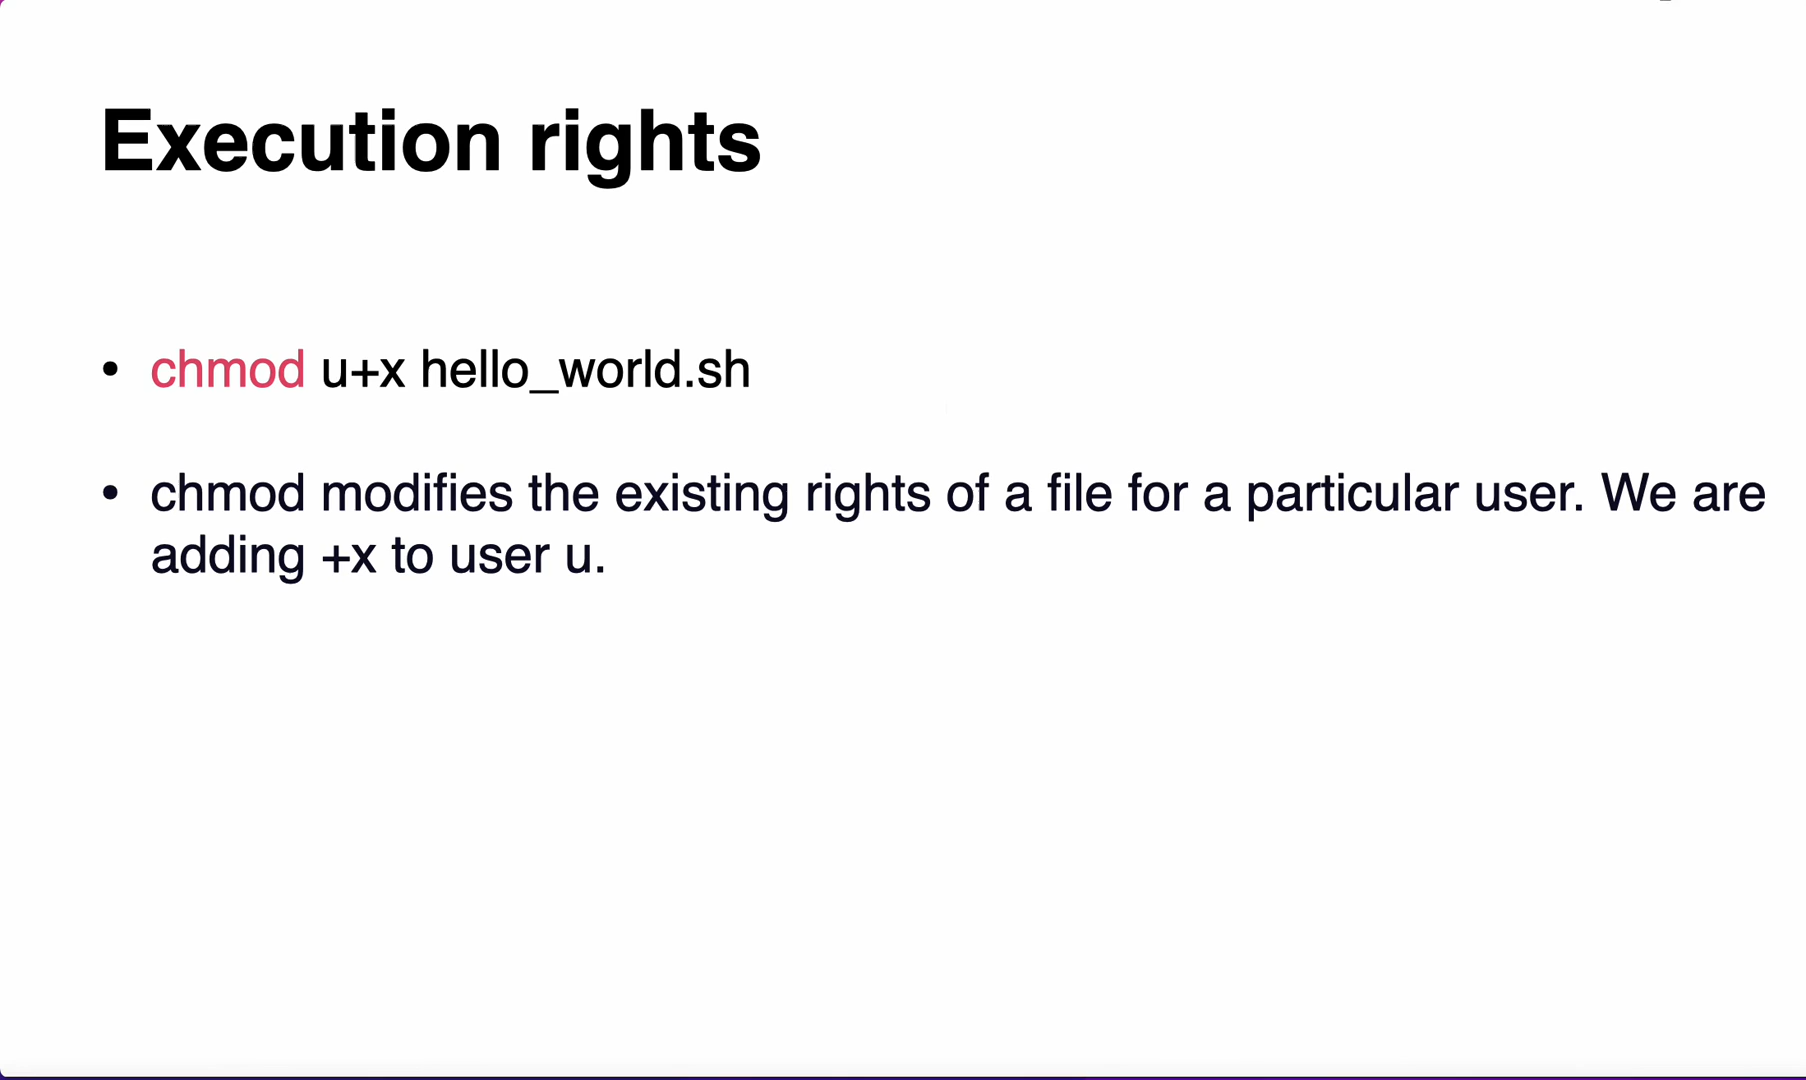 Execution rights
• chmod u+x hello_world.sh
• chmod modifies the existing rights of a file for a particular user. We are
adding +x to user u.